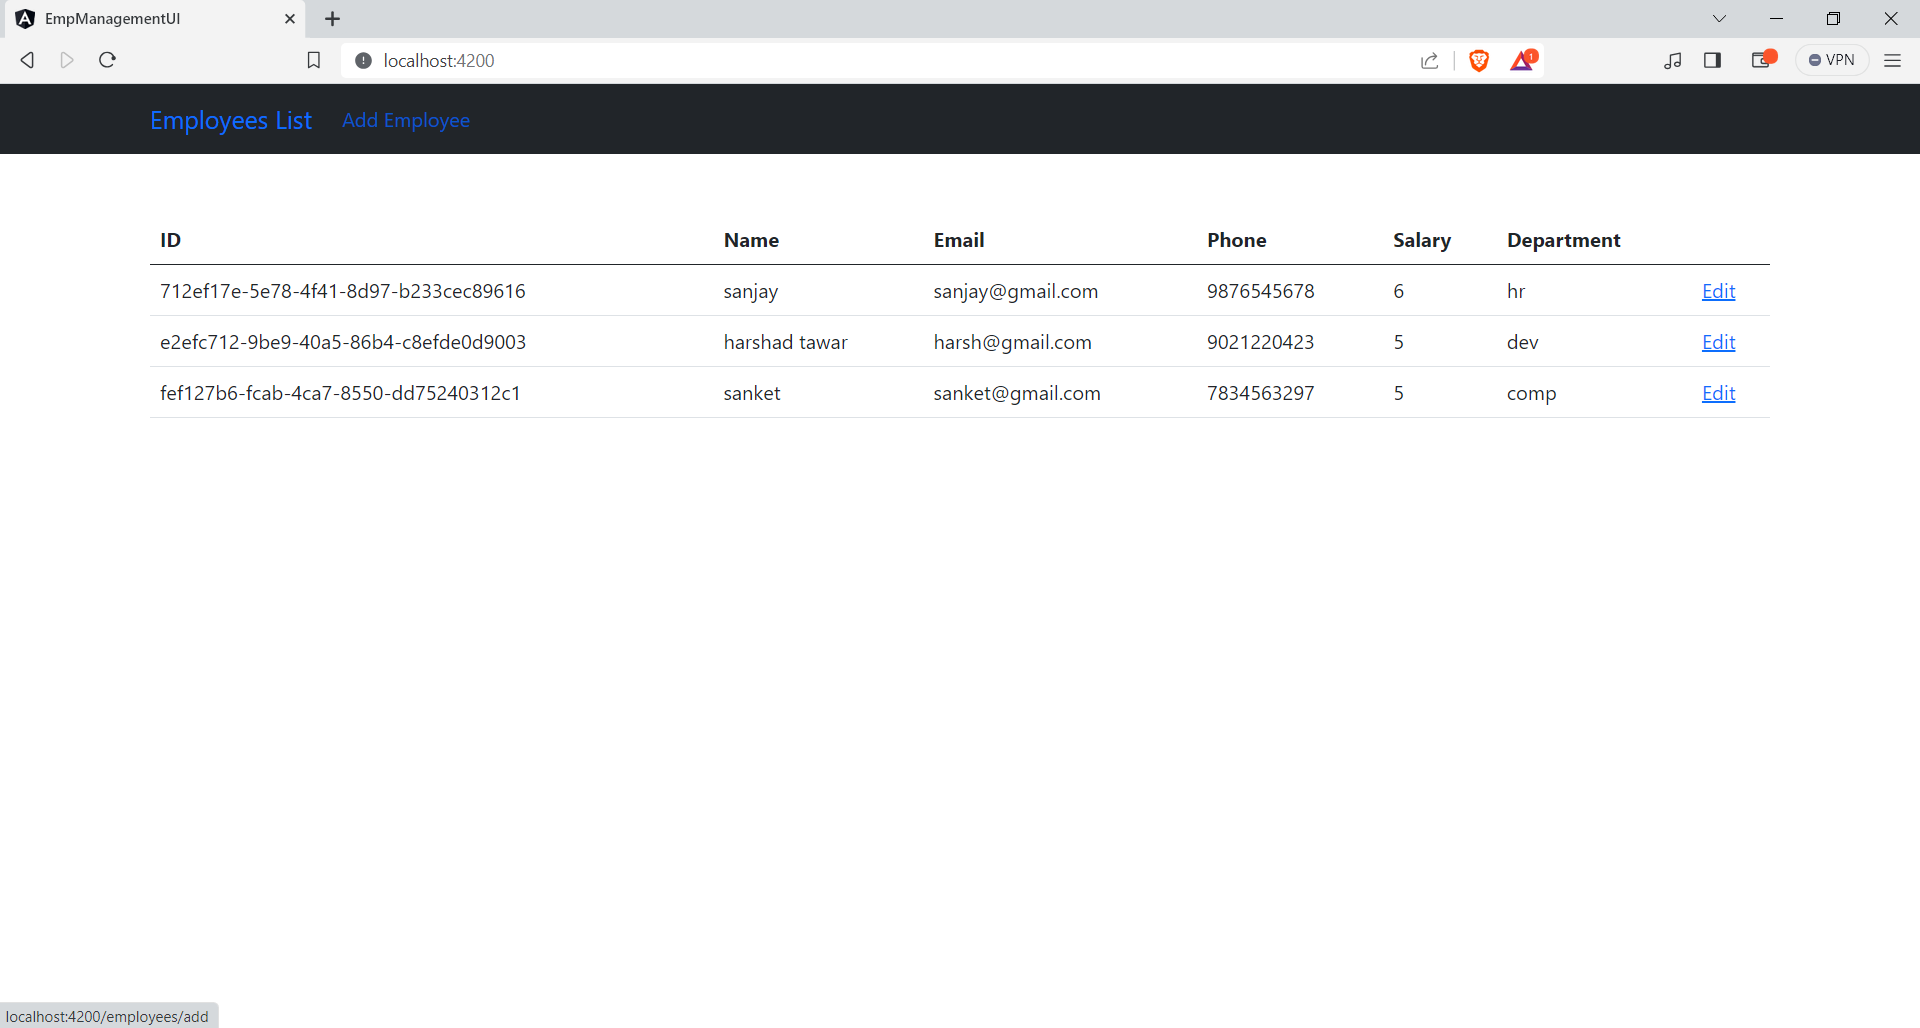 EmpManagementUI
localhost:4200
1
VPN
Employees List Add Employee
ID Name Email Phone Salary Department
712ef17e-5e78-4f41-8d97-b233cec89616 sanjay sanjay@gmail.com 9876545678 6 hr Edit
e2efc712-9be9-40a5-86b4-c8efde0d9003 harshad tawar harsh@gmail.com 9021220423 5 dev Edit
fef127b6-fcab-4ca7-8550-dd75240312c1 sanket sanket@gmail.com 7834563297 5 comp Edit
localhost:4200/employees/add